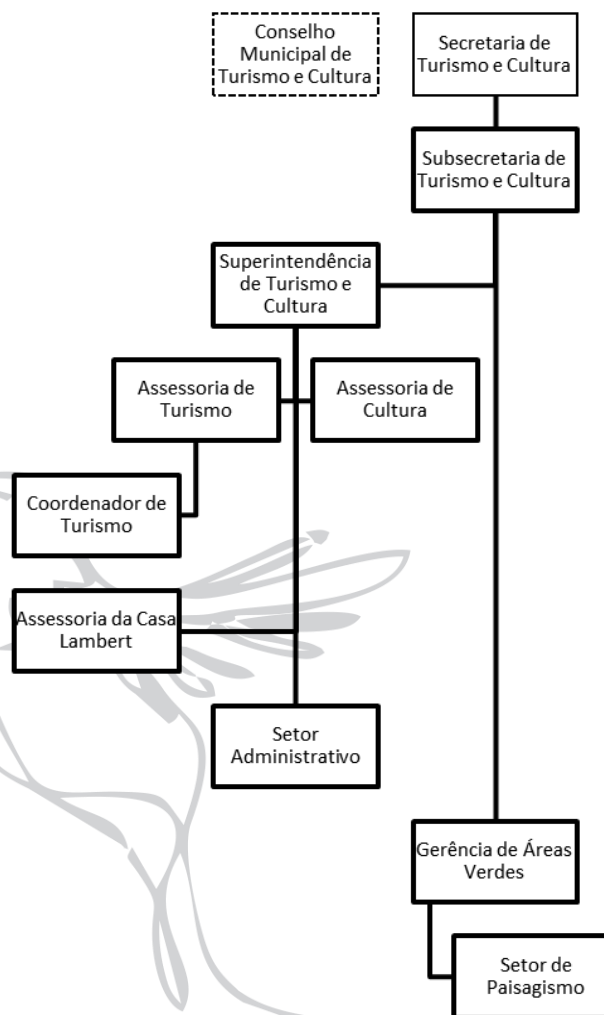 Conselho
Municipal de
Turismo e Cultura
Secretaria de
Turismo e Cultura
Subsecretaria de
Turismo e Cultura
Superintendência
de Turismo e
Cultura
Assessoria de
Turismo
Assessoria de
Cultura
Coordenador de
Turismo
Assessoria da Casa
Lambert
Setor
Administrativo
Gerência de Áreas
Verdes
Setor de
Paisagismo